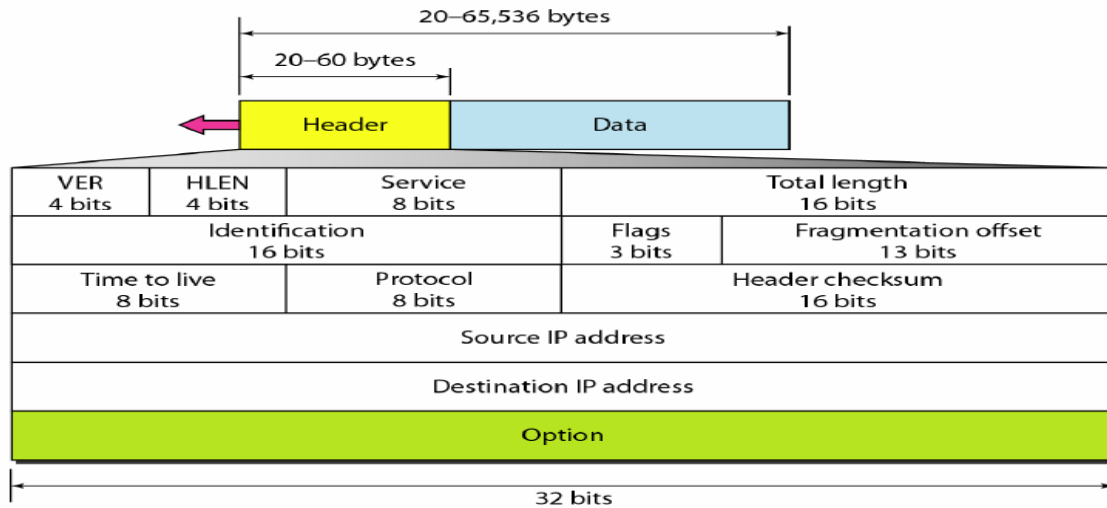 20–65,536 bytes
20–60 bytes
Header
Data
VER
4 bits
HLEN
4 bits
Service
8 bits
Total length
16 bits
Identification
16 bits
Flags
3 bits
Fragmentation offset
13 bits
Time to live
8 bits
Protocol
8 bits
Header checksum
16 bits
Source IP address
Destination IP address
Option
32 bits